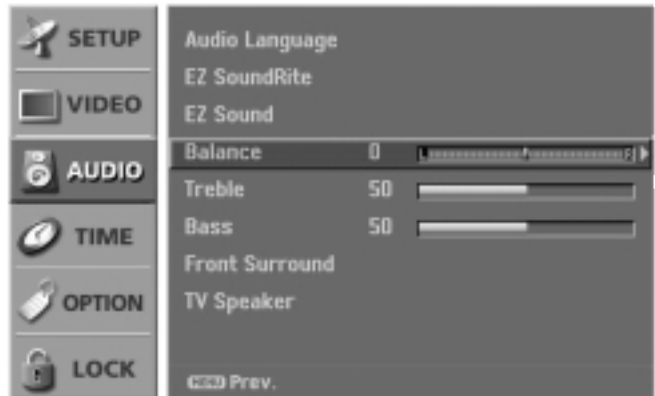 SETUP
VIDEO
AUDIO
TIME
OPTION
LOCK
Audio Language
EZ SoundRite
EZ Sound
Balance 0 L R
Treble 50
Bass 50
Front Surround
TV Speaker
MENU Prev.